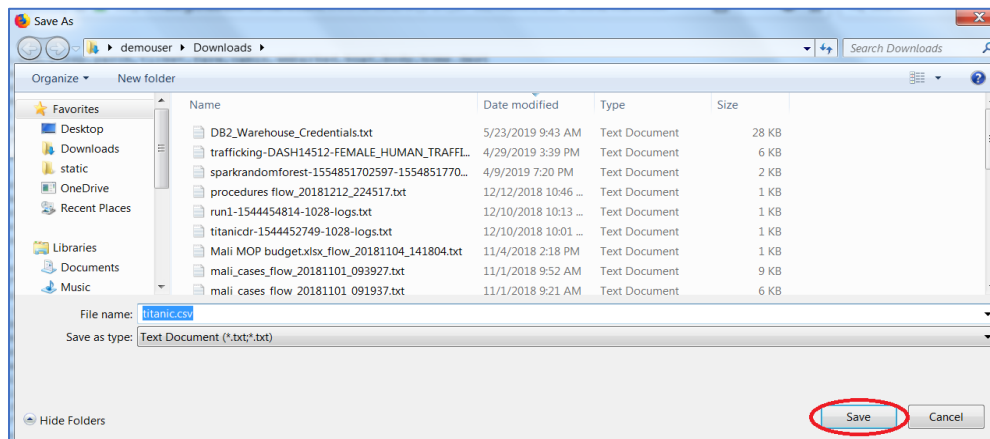 Save As
demouser Downloads Search Downloads
Organize New folder
Favorites
Desktop
Downloads
static
OneDrive
Recent Places
Libraries
Documents
Music
Name Date modified Type Size
DB2_Warehouse_Credentials.txt 5/23/2019 9:43 AM Text Document 28 KB
trafficking-DASH14512-FEMALE_HUMAN_TRAFFI... 4/29/2019 3:39 PM Text Document 6 KB
sparkrandomforest-1554851702597-1554851770... 4/9/2019 7:20 PM Text Document 2 KB
procedures flow_20181212_224517.txt 12/12/2018 10:46 ... Text Document 1 KB
run1-1544454814-1028-logs.txt 12/10/2018 10:13 ... Text Document 1 KB
titanicdr-1544452749-1028-logs.txt 12/10/2018 10:01 ... Text Document 1 KB
Mali MOP budget.xlsx_flow_20181104_141804.txt 11/4/2018 2:18 PM Text Document 1 KB
mali_cases_flow_20181101_093927.txt 11/1/2018 9:52 AM Text Document 9 KB
mali_cases_flow_20181101_091937.txt 11/1/2018 9:21 AM Text Document 6 KB
File name: titanic.csv
Save as type: Text Document (*.txt;*.txt)
Hide Folders Save Cancel